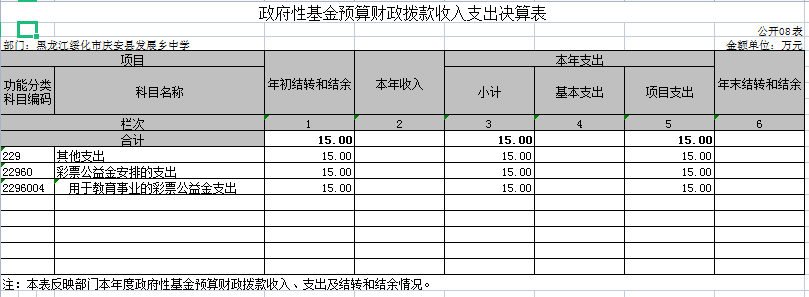 政府性基金预算财政拨款收入支出决算表
公开08表
部门：黑龙江绥化市庆安县发展乡中学 金额单位：万元
项目 年初结转和结余 本年收入 本年支出 年末结转和结余
功能分类科目编码 科目名称 小计 基本支出 项目支出
栏次 1 2 3 4 5 6
合计 15.00 15.00 15.00
229 其他支出 15.00 15.00 15.00
22960 彩票公益金安排的支出 15.00 15.00 15.00
2296004 用于教育事业的彩票公益金支出 15.00 15.00 15.00
注：本表反映部门本年度政府性基金预算财政拨款收入、支出及结转和结余情况。